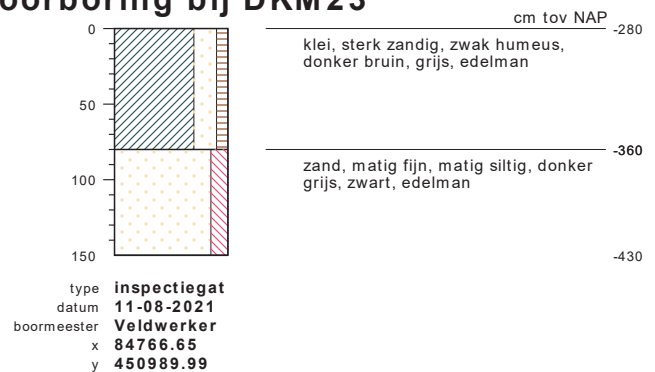 bij DKM23
cm tov NAP
0
-280
klei, sterk zandig, zwak humeus,
donker bruin, grijs, edelman
50
-360
zand, matig fijn, matig siltig, donker
grijs, zwart, edelman
100
150
-430
type inspectiegat
datum 11-08-2021
boormeester Veldwerker
x 84766.65
y 450989.99